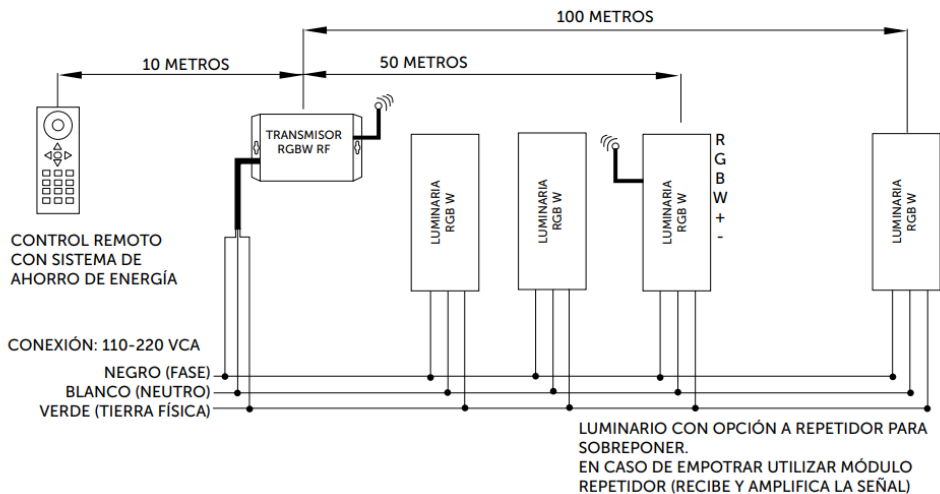 100 METROS
10 METROS
50 METROS
TRANSMISOR
RGBW RF
LUMINARIA
RGB W
LUMINARIA
RGB W
LUMINARIA
RGB W
R
G
B
W
+
-
LUMINARIA
RGB W
CONTROL REMOTO
CON SISTEMA DE
AHORRO DE ENERGÍA
CONEXIÓN: 110-220 VCA
NEGRO (FASE)
BLANCO (NEUTRO)
VERDE (TIERRA FÍSICA)
LUMINARIO CON OPCIÓN A REPETIDOR PARA
SOBREPONER.
EN CASO DE EMPOTRAR UTILIZAR MÓDULO
REPETIDOR (RECIBE Y AMPLIFICA LA SEÑAL)